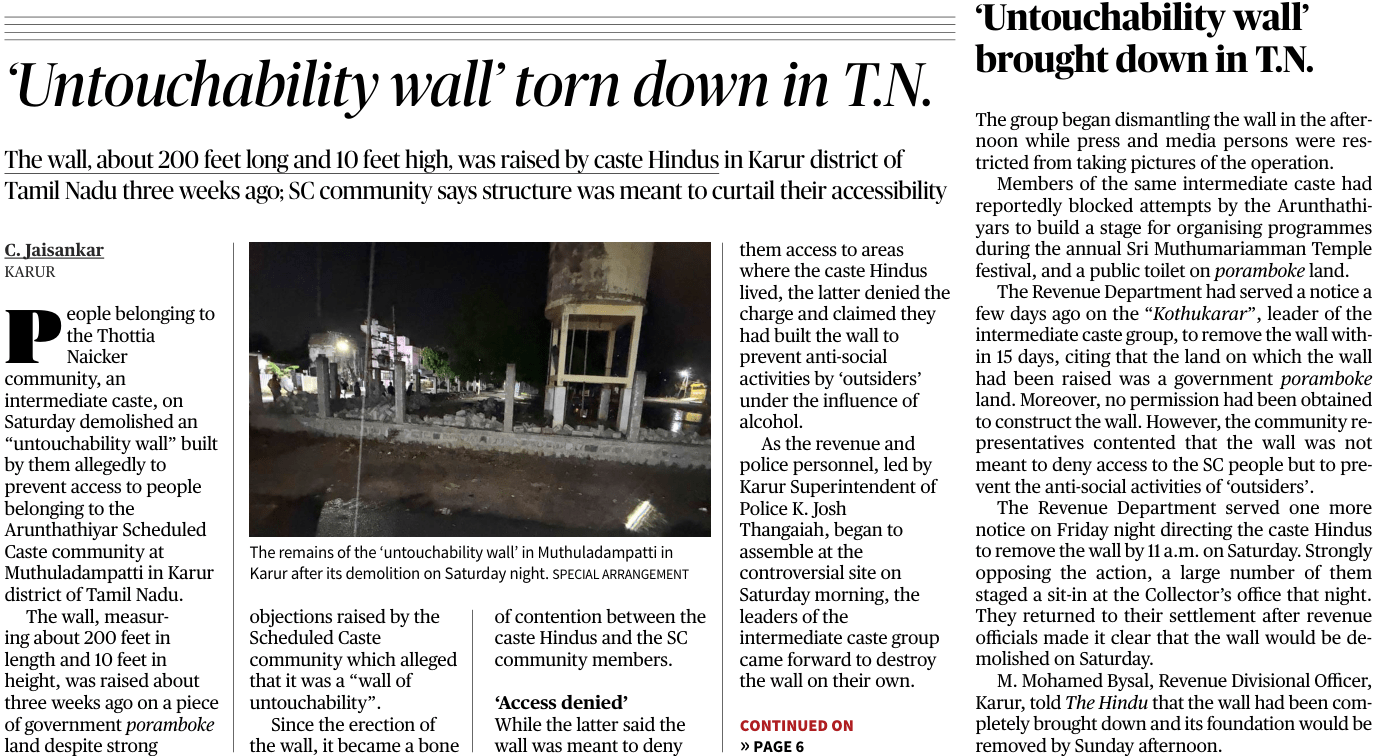 ‘Untouchability wall’ torn down in T.N.
The wall, about 200 feet long and 10 feet high, was raised by caste Hindus in Karur district of
Tamil Nadu three weeks ago; SC community says structure was meant to curtail their accessibility
C. Jaisankar
KARUR
People belonging to
the Thottia
Naicker
community, an
intermediate caste, on
Saturday demolished an
“untouchability wall” built
by them allegedly to
prevent access to people
belonging to the
Arunthathiyar Scheduled
Caste community at
Muthuladampatti in Karur
district of Tamil Nadu.
The wall, measur-
ing about 200 feet in
length and 10 feet in
height, was raised about
three weeks ago on a piece
of government poramboke
land despite strong
The remains of the ‘untouchability wall’ in Muthuladampatti in
Karur after its demolition on Saturday night. SPECIAL ARRANGEMENT
objections raised by the
Scheduled Caste
community which alleged
that it was a “wall of
untouchability”.
Since the erection of
the wall, it became a bone
of contention between the
caste Hindus and the SC
community members.
‘Access denied’
While the latter said the
wall was meant to deny
them access to areas
where the caste Hindus
lived, the latter denied the
charge and claimed they
had built the wall to
prevent anti-social
activities by ‘outsiders’
under the influence of
alcohol.
As the revenue and
police personnel, led by
Karur Superintendent of
Police K. Josh
Thangaiah, began to
assemble at the
controversial site on
Saturday morning, the
leaders of the
intermediate caste group
came forward to destroy
the wall on their own.
CONTINUED ON
» PAGE 6
‘Untouchability wall’
brought down in T.N.
The group began dismantling the wall in the after-
noon while press and media persons were res-
tricted from taking pictures of the operation.
Members of the same intermediate caste had
reportedly blocked attempts by the Arunthathi-
yars to build a stage for organising programmes
during the annual Sri Muthumariamman Temple
festival, and a public toilet on poramboke land.
The Revenue Department had served a notice a
few days ago on the “Kothukarar”, leader of the
intermediate caste group, to remove the wall with-
in 15 days, citing that the land on which the wall
had been raised was a government poramboke
land. Moreover, no permission had been obtained
to construct the wall. However, the community re-
presentatives contented that the wall was not
meant to deny access to the SC people but to pre-
vent the anti-social activities of ‘outsiders’.
The Revenue Department served one more
notice on Friday night directing the caste Hindus
to remove the wall by 11 a.m. on Saturday. Strongly
opposing the action, a large number of them
staged a sit-in at the Collector’s office that night.
They returned to their settlement after revenue
officials made it clear that the wall would be de-
molished on Saturday.
M. Mohamed Bysal, Revenue Divisional Officer,
Karur, told The Hindu that the wall had been com-
pletely brought down and its foundation would be
removed by Sunday afternoon.